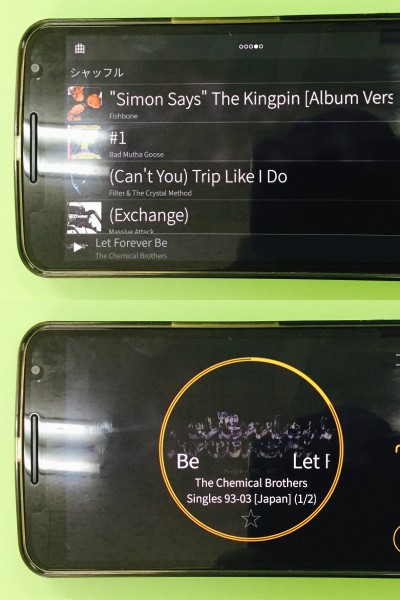 曲
シャッフル
"Simon Says" The Kingpin [Album Vers
Fishbone
#1
Bad Mutha Goose
(Can't You) Trip Like I Do
Filter & The Crystal Method
(Exchange)
Massive Attack
Let Forever Be
The Chemical Brothers
Be Let F
The Chemical Brothers
Singles 93-03 [Japan] (1/2)